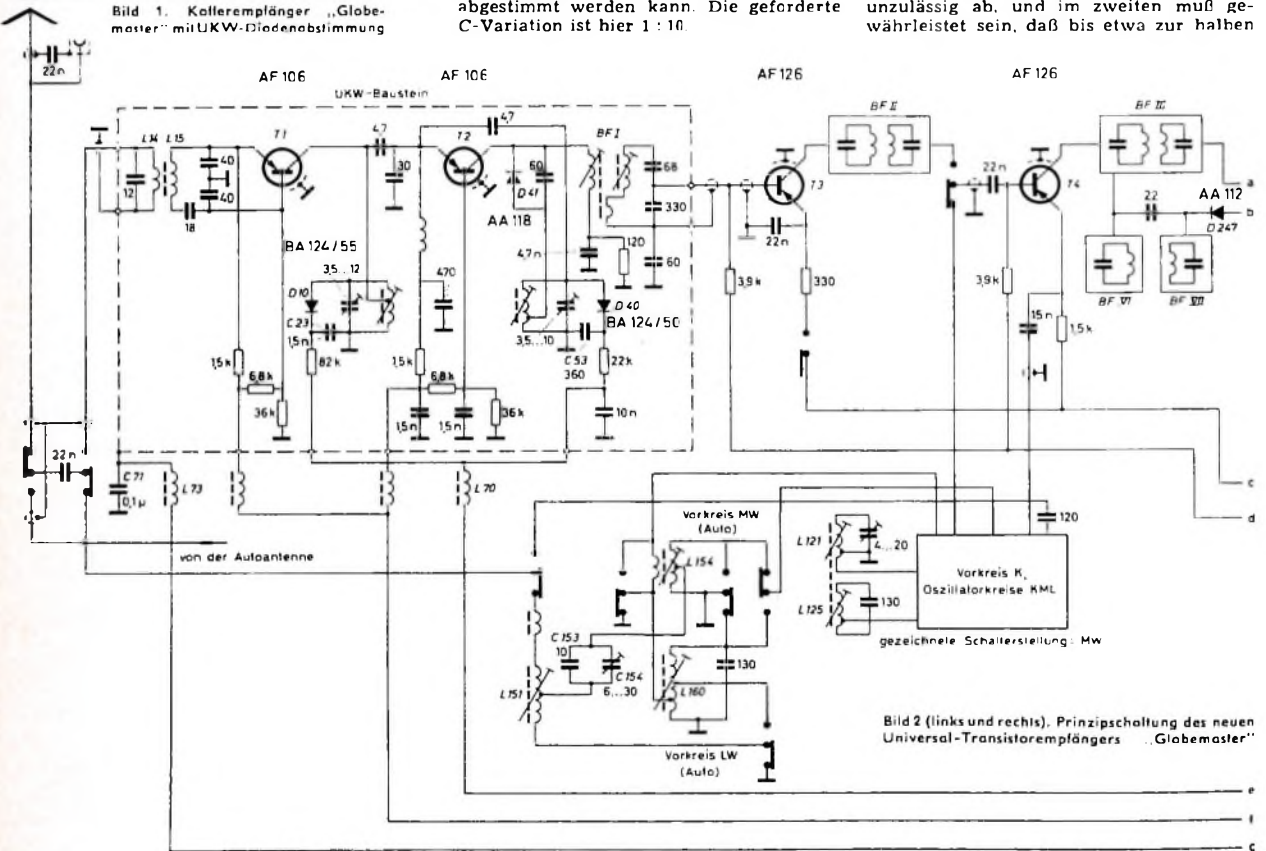 Bild 1. Kofferempfänger „Globe-
master" mit UKW-Diodenabstimmung
abgestimmt werden kann. Die geforderte
C-Variation ist hier 1 : 10.
unzulässig ab, und im zweiten muß ge-
währleistet sein, daß bis etwa zur halben
22n
AF 106
AF 106
AF 126
AF 126
UKW-Baustein
BF II
BF III
L14
L15
T1
4,7
T2
4,7
BF I
12
40
40
18
30
D41
60
AA 118
68
330
60
T3
22n
22n
T4
22
a
AA 112
b
D247
BA 124/55
3,5...12
D10
C23
1,5n
470
4,7n
120
D40
BA 124/50
3,5...10
C53
360
3,9k
330
3,9k
15n
1,5k
BF VI
BF VII
1,5k
6,8k
36k
82k
1,5k
6,8k
1,5n
1,5n
36k
22k
10n
22n
C71
0,1µ
L73
L70
c
d
von der Autoantenne
Vorkreis MW
(Auto)
L154
120
L121
4...20
L125
130
Vorkreis K,
Oszillatorkreise KML
gezeichnete Schalterstellung: MW
C153
10
C154
6...30
L151
130
L160
Vorkreis LW
(Auto)
Bild 2 (links und rechts). Prinzipschaltung des neuen
Universal-Transistorempfängers „Globemaster"
e
f